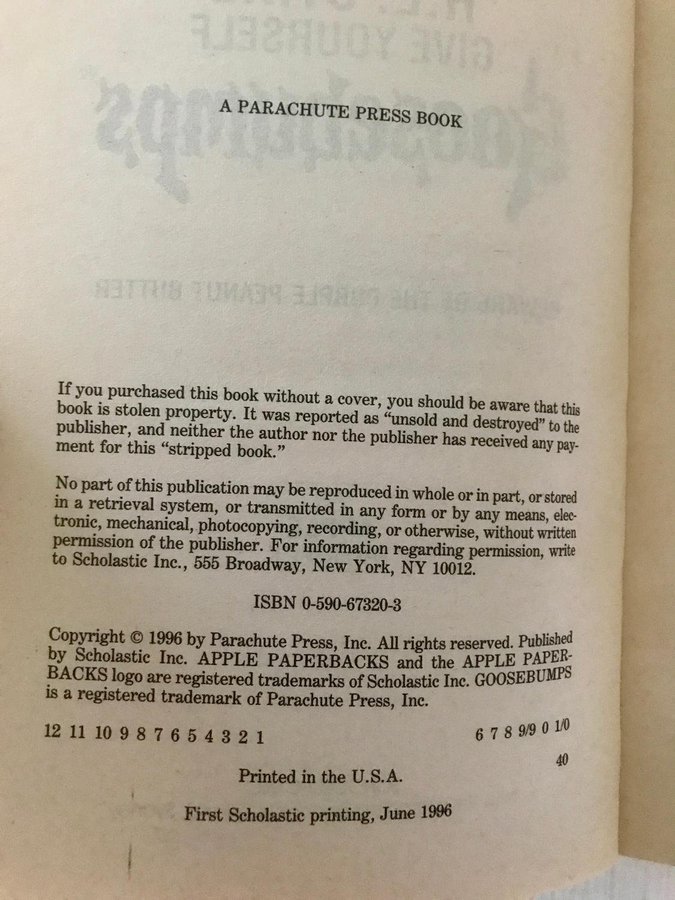 A PARACHUTE PRESS BOOK
If you purchased this book without a cover, you should be aware that this
book is stolen property. It was reported as “unsold and destroyed” to the
publisher, and neither the author nor the publisher has received any pay-
ment for this “stripped book.”
No part of this publication may be reproduced in whole or in part, or stored
in a retrieval system, or transmitted in any form or by any means, elec-
tronic, mechanical, photocopying, recording, or otherwise, without written
permission of the publisher. For information regarding permission, write
to Scholastic Inc., 555 Broadway, New York, NY 10012.
ISBN 0-590-67320-3
Copyright © 1996 by Parachute Press, Inc. All rights reserved. Published
by Scholastic Inc. APPLE PAPERBACKS and the APPLE PAPER-
BACKS logo are registered trademarks of Scholastic Inc. GOOSEBUMPS
is a registered trademark of Parachute Press, Inc.
12 11 10 9 8 7 6 5 4 3 2 1 6 7 8 9/9 0 1/0
40
Printed in the U.S.A.
First Scholastic printing, June 1996